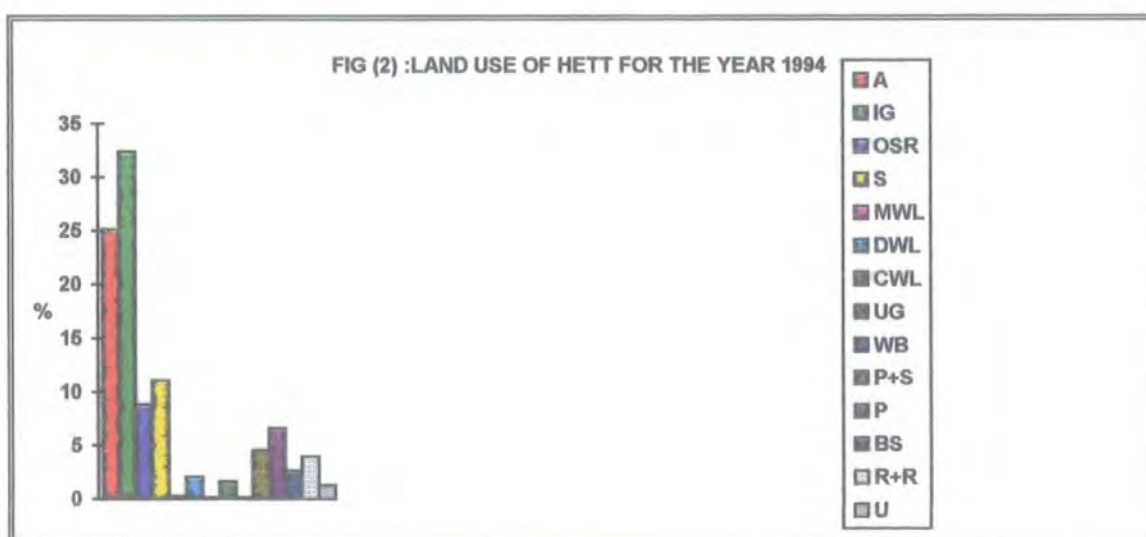 FIG (2) :LAND USE OF HETT FOR THE YEAR 1994
35
30
25
20
15
10
5
0
%
A
IG
OSR
S
MWL
DWL
CWL
UG
WB
P+S
P
BS
R+R
U